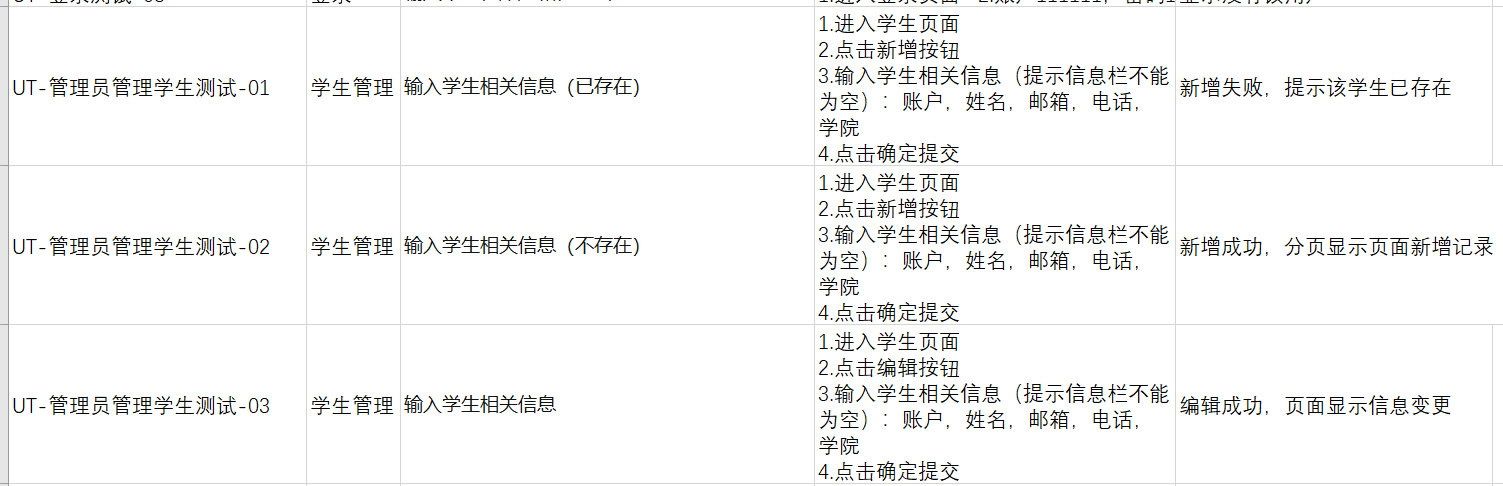 UT-管理员管理学生测试-01
学生管理
输入学生相关信息（已存在）
1.进入学生页面
2.点击新增按钮
3.输入学生相关信息（提示信息栏不能
为空）：账户，姓名，邮箱，电话，
学院
4.点击确定提交
新增失败，提示该学生已存在
UT-管理员管理学生测试-02
学生管理
输入学生相关信息（不存在）
1.进入学生页面
2.点击新增按钮
3.输入学生相关信息（提示信息栏不能
为空）：账户，姓名，邮箱，电话，
学院
4.点击确定提交
新增成功，分页显示页面新增记录
UT-管理员管理学生测试-03
学生管理
输入学生相关信息
1.进入学生页面
2.点击编辑按钮
3.输入学生相关信息（提示信息栏不能
为空）：账户，姓名，邮箱，电话，
学院
4.点击确定提交
编辑成功，页面显示信息变更